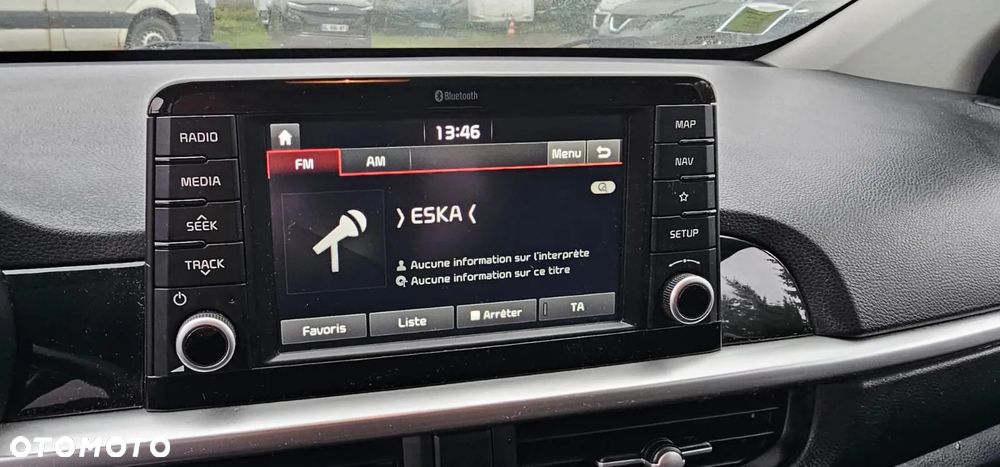 Bluetooth
RADIO
MEDIA
SEEK
TRACK
13:46
FM
AM
Menu
) ESKA (
Aucune information sur l'interprète
Aucune information sur ce titre
Favoris
Liste
Arrêter
TA
MAP
NAV
SETUP
OTOMOTO